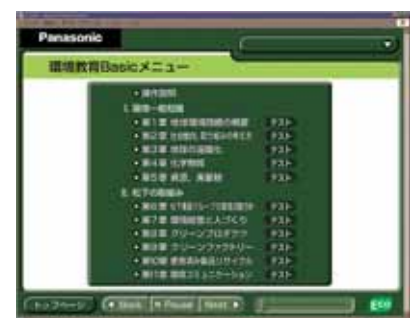 Panasonic
環境教育Basicメニュー
• 操作説明
I. 環境一般知識
• 第1章 地球環境問題の概要 テスト
• 第2章 テスト
• 第3章 地球の温暖化 テスト
• 第4章 化学物質 テスト
• 第5章 資源、廃棄物 テスト
II. 松下の取組み
• 第6章 テスト
• 第7章 環境経営と人づくり テスト
• 第8章 グリーンプロダクツ テスト
• 第9章 グリーンファクトリー テスト
• 第10章 使用済み製品リサイクル テスト
• 第11章 環境コミュニケーション テスト
トップページ Back Pause Next Eco